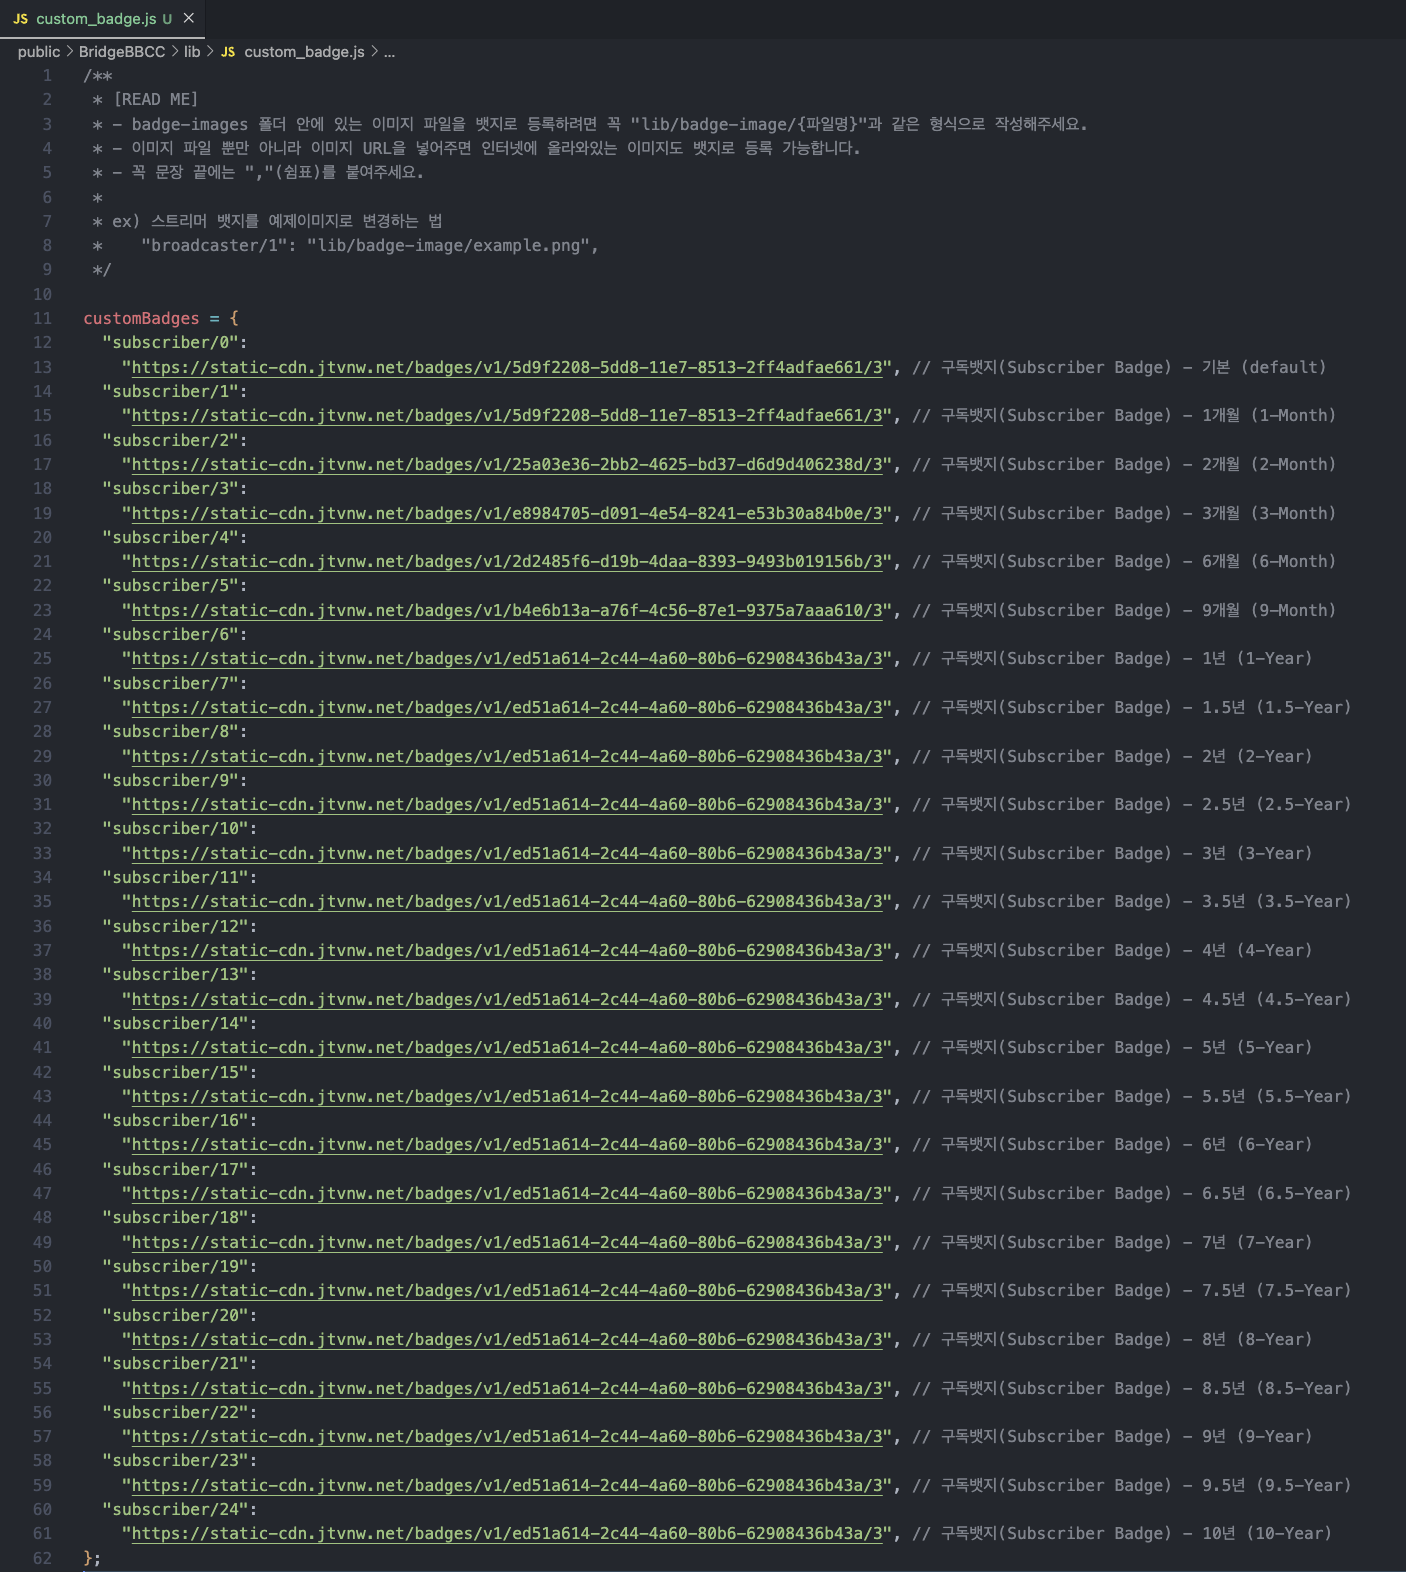 JS custom_badge.js U ×
public > BridgeBBCC > lib > JS custom_badge.js > ...
1 /**
2 * [READ ME]
3 * - badge-images 폴더 안에 있는 이미지 파일을 뱃지로 등록하려면 꼭 "lib/badge-image/{파일명}"과 같은 형식으로 작성해주세요.
4 * - 이미지 파일 뿐만 아니라 이미지 URL을 넣어주면 인터넷에 올라와있는 이미지도 뱃지로 등록 가능합니다.
5 * - 꼭 문장 끝에는 ","(쉼표)를 붙여주세요.
6 *
7 * ex) 스트리머 뱃지를 예제이미지로 변경하는 법
8 *    "broadcaster/1": "lib/badge-image/example.png",
9 */
10
11 customBadges = {
12 "subscriber/0":
13 "https://static-cdn.jtvnw.net/badges/v1/5d9f2208-5dd8-11e7-8513-2ff4adfae661/3", // 구독뱃지(Subscriber Badge) - 기본 (default)
14 "subscriber/1":
15 "https://static-cdn.jtvnw.net/badges/v1/5d9f2208-5dd8-11e7-8513-2ff4adfae661/3", // 구독뱃지(Subscriber Badge) - 1개월 (1-Month)
16 "subscriber/2":
17 "https://static-cdn.jtvnw.net/badges/v1/25a03e36-2bb2-4625-bd37-d6d9d406238d/3", // 구독뱃지(Subscriber Badge) - 2개월 (2-Month)
18 "subscriber/3":
19 "https://static-cdn.jtvnw.net/badges/v1/e8984705-d091-4e54-8241-e53b30a84b0e/3", // 구독뱃지(Subscriber Badge) - 3개월 (3-Month)
20 "subscriber/4":
21 "https://static-cdn.jtvnw.net/badges/v1/2d2485f6-d19b-4daa-8393-9493b019156b/3", // 구독뱃지(Subscriber Badge) - 6개월 (6-Month)
22 "subscriber/5":
23 "https://static-cdn.jtvnw.net/badges/v1/b4e6b13a-a76f-4c56-87e1-9375a7aaa610/3", // 구독뱃지(Subscriber Badge) - 9개월 (9-Month)
24 "subscriber/6":
25 "https://static-cdn.jtvnw.net/badges/v1/ed51a614-2c44-4a60-80b6-62908436b43a/3", // 구독뱃지(Subscriber Badge) - 1년 (1-Year)
26 "subscriber/7":
27 "https://static-cdn.jtvnw.net/badges/v1/ed51a614-2c44-4a60-80b6-62908436b43a/3", // 구독뱃지(Subscriber Badge) - 1.5년 (1.5-Year)
28 "subscriber/8":
29 "https://static-cdn.jtvnw.net/badges/v1/ed51a614-2c44-4a60-80b6-62908436b43a/3", // 구독뱃지(Subscriber Badge) - 2년 (2-Year)
30 "subscriber/9":
31 "https://static-cdn.jtvnw.net/badges/v1/ed51a614-2c44-4a60-80b6-62908436b43a/3", // 구독뱃지(Subscriber Badge) - 2.5년 (2.5-Year)
32 "subscriber/10":
33 "https://static-cdn.jtvnw.net/badges/v1/ed51a614-2c44-4a60-80b6-62908436b43a/3", // 구독뱃지(Subscriber Badge) - 3년 (3-Year)
34 "subscriber/11":
35 "https://static-cdn.jtvnw.net/badges/v1/ed51a614-2c44-4a60-80b6-62908436b43a/3", // 구독뱃지(Subscriber Badge) - 3.5년 (3.5-Year)
36 "subscriber/12":
37 "https://static-cdn.jtvnw.net/badges/v1/ed51a614-2c44-4a60-80b6-62908436b43a/3", // 구독뱃지(Subscriber Badge) - 4년 (4-Year)
38 "subscriber/13":
39 "https://static-cdn.jtvnw.net/badges/v1/ed51a614-2c44-4a60-80b6-62908436b43a/3", // 구독뱃지(Subscriber Badge) - 4.5년 (4.5-Year)
40 "subscriber/14":
41 "https://static-cdn.jtvnw.net/badges/v1/ed51a614-2c44-4a60-80b6-62908436b43a/3", // 구독뱃지(Subscriber Badge) - 5년 (5-Year)
42 "subscriber/15":
43 "https://static-cdn.jtvnw.net/badges/v1/ed51a614-2c44-4a60-80b6-62908436b43a/3", // 구독뱃지(Subscriber Badge) - 5.5년 (5.5-Year)
44 "subscriber/16":
45 "https://static-cdn.jtvnw.net/badges/v1/ed51a614-2c44-4a60-80b6-62908436b43a/3", // 구독뱃지(Subscriber Badge) - 6년 (6-Year)
46 "subscriber/17":
47 "https://static-cdn.jtvnw.net/badges/v1/ed51a614-2c44-4a60-80b6-62908436b43a/3", // 구독뱃지(Subscriber Badge) - 6.5년 (6.5-Year)
48 "subscriber/18":
49 "https://static-cdn.jtvnw.net/badges/v1/ed51a614-2c44-4a60-80b6-62908436b43a/3", // 구독뱃지(Subscriber Badge) - 7년 (7-Year)
50 "subscriber/19":
51 "https://static-cdn.jtvnw.net/badges/v1/ed51a614-2c44-4a60-80b6-62908436b43a/3", // 구독뱃지(Subscriber Badge) - 7.5년 (7.5-Year)
52 "subscriber/20":
53 "https://static-cdn.jtvnw.net/badges/v1/ed51a614-2c44-4a60-80b6-62908436b43a/3", // 구독뱃지(Subscriber Badge) - 8년 (8-Year)
54 "subscriber/21":
55 "https://static-cdn.jtvnw.net/badges/v1/ed51a614-2c44-4a60-80b6-62908436b43a/3", // 구독뱃지(Subscriber Badge) - 8.5년 (8.5-Year)
56 "subscriber/22":
57 "https://static-cdn.jtvnw.net/badges/v1/ed51a614-2c44-4a60-80b6-62908436b43a/3", // 구독뱃지(Subscriber Badge) - 9년 (9-Year)
58 "subscriber/23":
59 "https://static-cdn.jtvnw.net/badges/v1/ed51a614-2c44-4a60-80b6-62908436b43a/3", // 구독뱃지(Subscriber Badge) - 9.5년 (9.5-Year)
60 "subscriber/24":
61 "https://static-cdn.jtvnw.net/badges/v1/ed51a614-2c44-4a60-80b6-62908436b43a/3", // 구독뱃지(Subscriber Badge) - 10년 (10-Year)
62 };